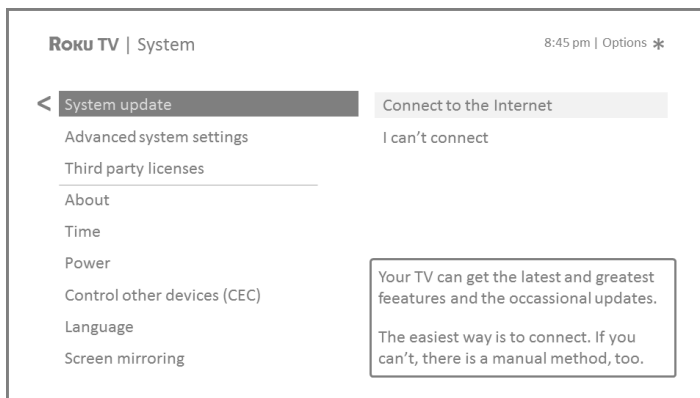 ROKU TV | System
8:45 pm | Options ✱
< System update
Advanced system settings
Third party licenses
About
Time
Power
Control other devices (CEC)
Language
Screen mirroring
Connect to the Internet
I can't connect
Your TV can get the latest and greatest
feeatures and the occassional updates.
The easiest way is to connect. If you
can't, there is a manual method, too.